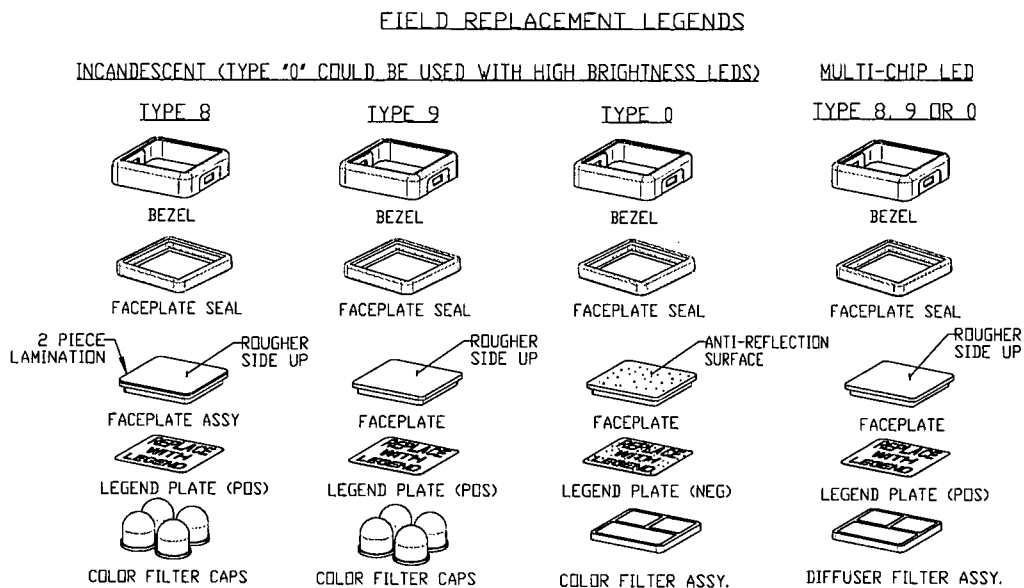 FIELD REPLACEMENT LEGENDS
INCANDESCENT (TYPE "0" COULD BE USED WITH HIGH BRIGHTNESS LEDS)
MULTI-CHIP LED
TYPE 8
TYPE 9
TYPE 0
TYPE 8, 9 OR 0
BEZEL
BEZEL
BEZEL
BEZEL
FACEPLATE SEAL
FACEPLATE SEAL
FACEPLATE SEAL
FACEPLATE SEAL
2 PIECE
LAMINATION
ROUGHER
SIDE UP
ROUGHER
SIDE UP
ANTI-REFLECTION
SURFACE
ROUGHER
SIDE UP
FACEPLATE ASSY
FACEPLATE
FACEPLATE
FACEPLATE
REPLACE
WITH
LEGEND
REPLACE
WITH
LEGEND
REPLACE
WITH
LEGEND
REPLACE
WITH
LEGEND
LEGEND PLATE (POS)
LEGEND PLATE (POS)
LEGEND PLATE (NEG)
LEGEND PLATE (POS)
COLOR FILTER CAPS
COLOR FILTER CAPS
COLOR FILTER ASSY.
DIFFUSER FILTER ASSY.